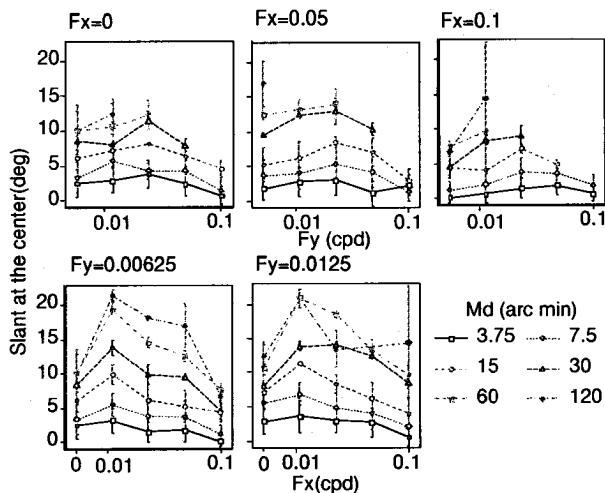 Fx=0 Fx=0.05 Fx=0.1
20
15
10
5
0
0.01 0.1 0.01 0.1 0.01 0.1
Fy (cpd)
Slant at the center(deg)
Fy=0.00625 Fy=0.0125
20
15
10
5
0
0 0.01 0.1 0 0.01 0.1
Fx(cpd)
Md (arc min)
3.75 7.5
15 30
60 120